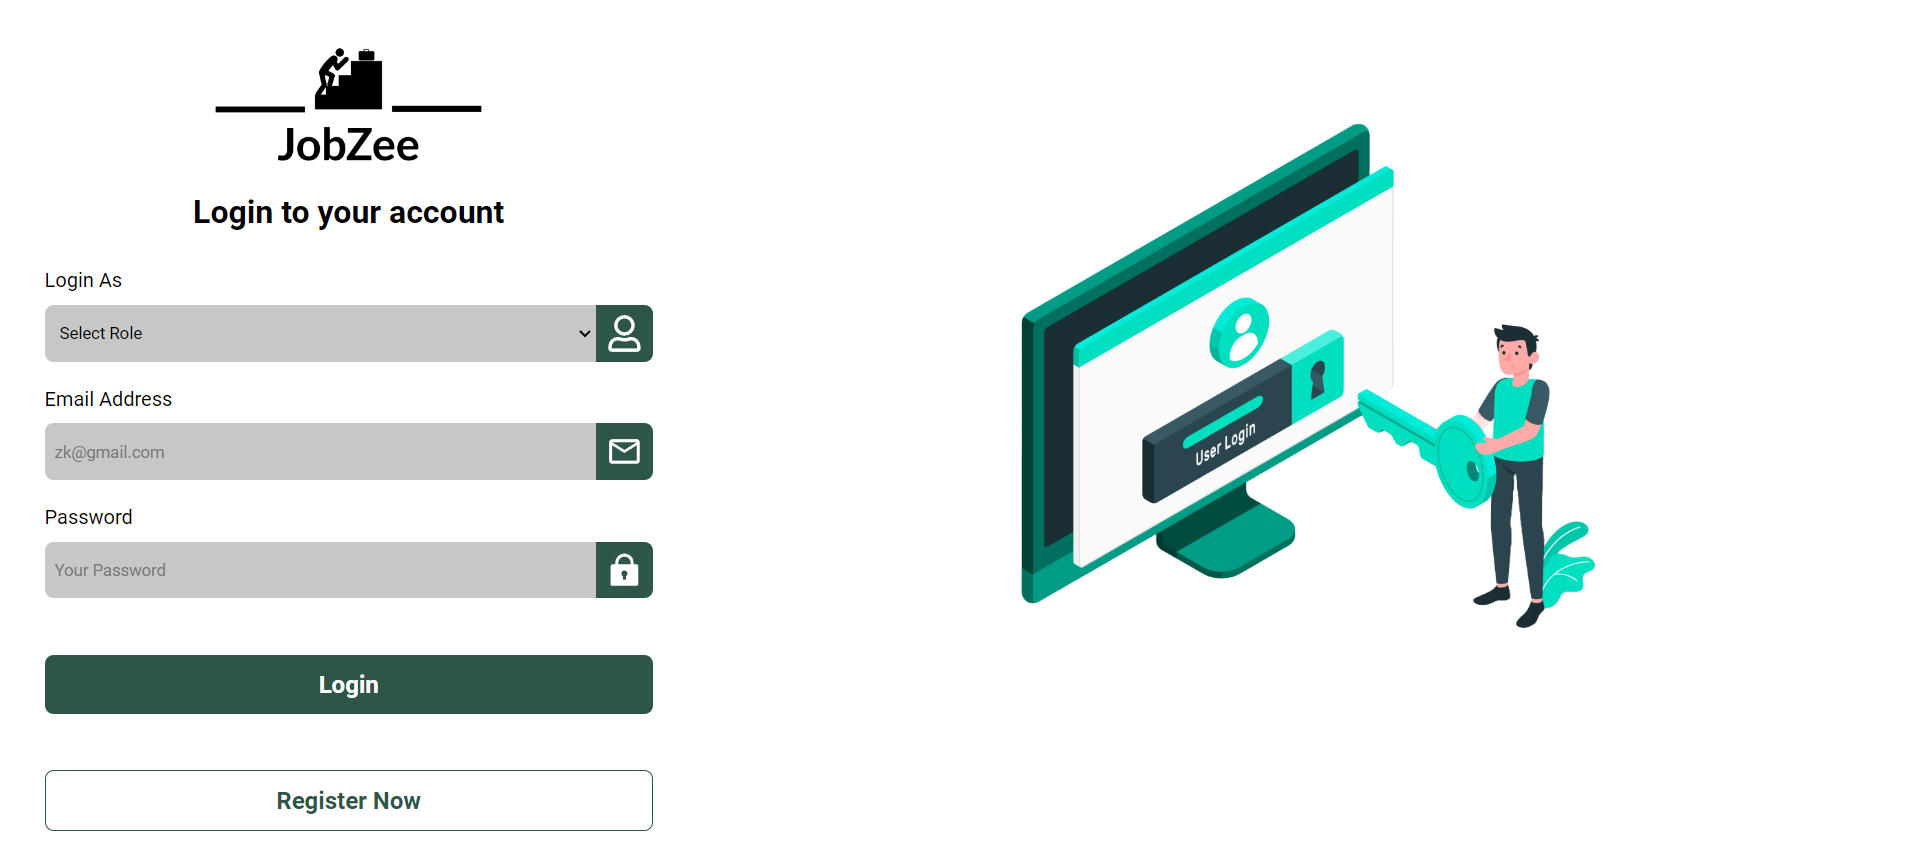 JobZee
Login to your account
Login As
Select Role
Email Address
zk@gmail.com
Password
Your Password
Login
Register Now
User Login